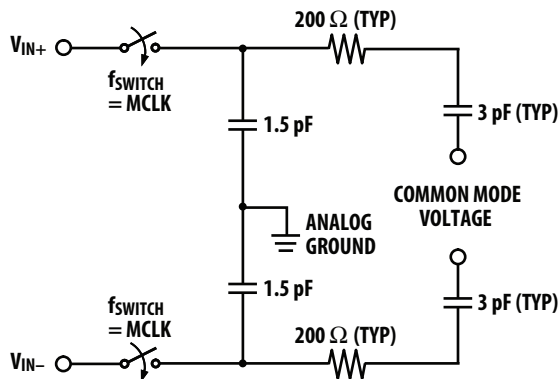 200 Ω (TYP)
VIN+
fSWITCH
= MCLK
1.5 pF
3 pF (TYP)
COMMON MODE
VOLTAGE
ANALOG
GROUND
1.5 pF
fSWITCH
= MCLK
3 pF (TYP)
200 Ω (TYP)
VIN−